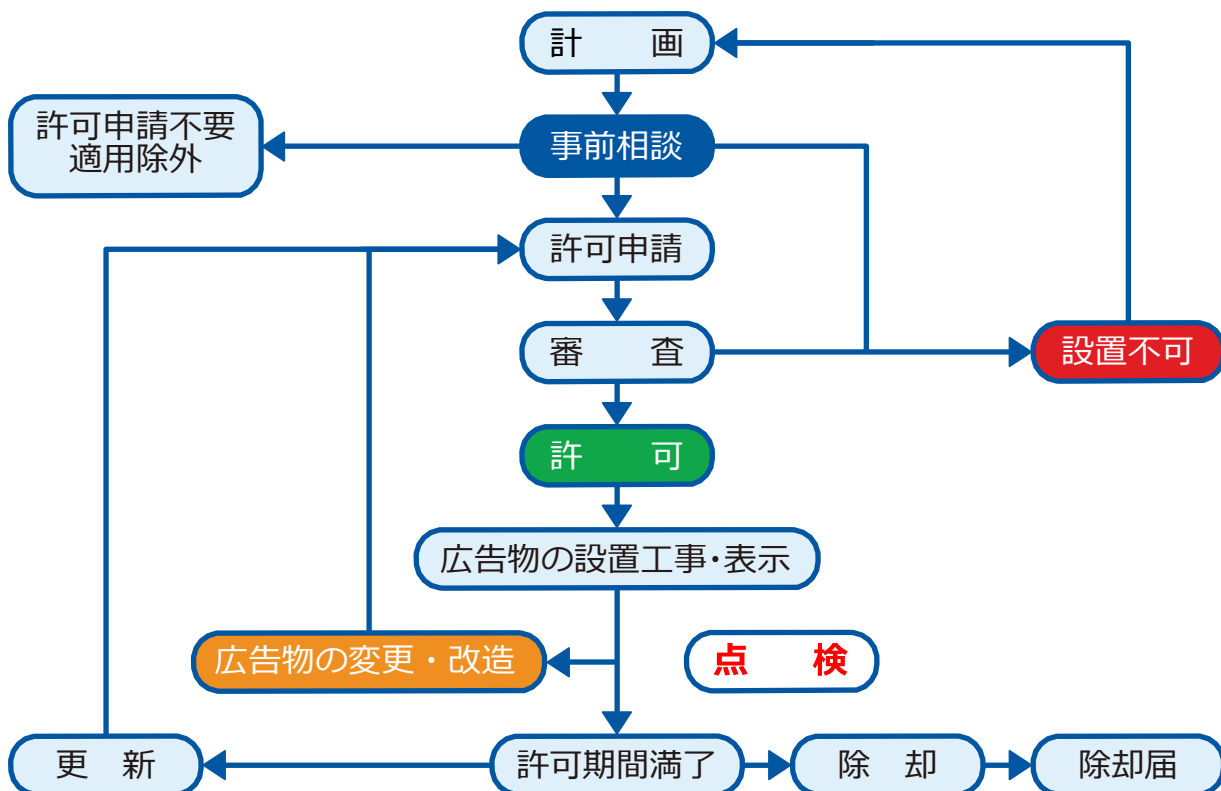 計　　画
許可申請不要
適用除外
事前相談
許可申請
審　　査
設置不可
許　　可
広告物の設置工事・表示
広告物の変更・改造
点　　検
更　新
許可期間満了
除　却
除却届